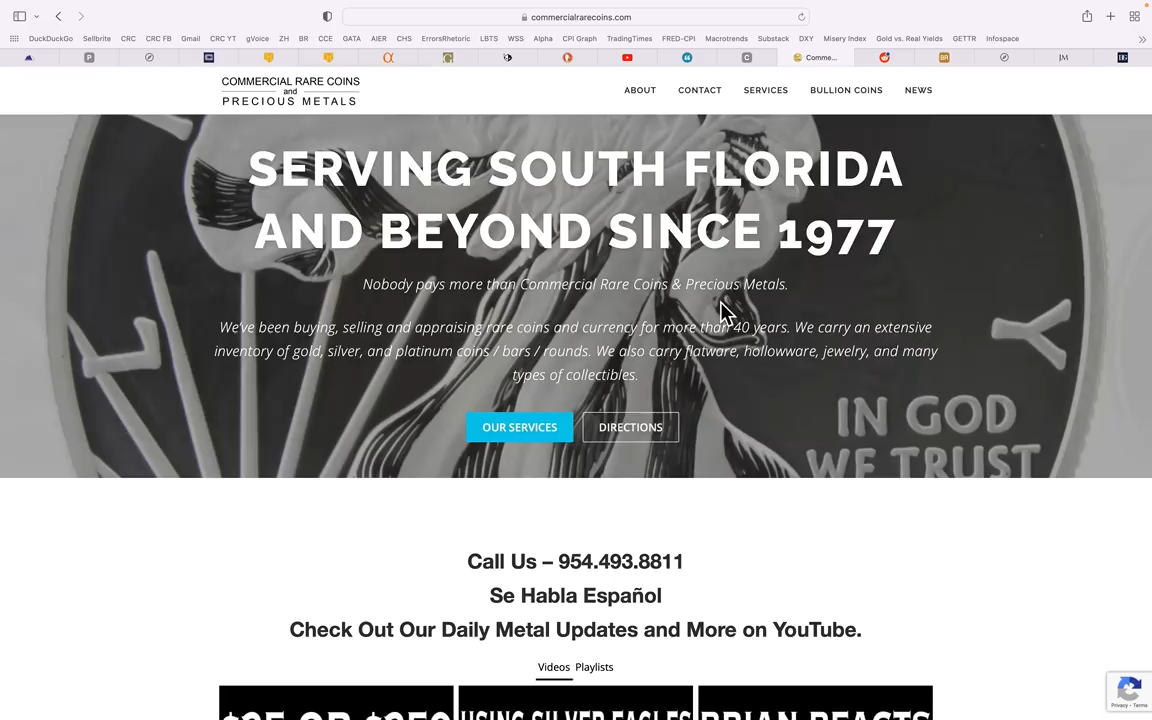 commercialrarecoins.com
DuckDuckGo Sellbrite CRC CRC FB Gmail CRC YT gVoice ZH BR CCE GATA AIER CHS ErrorsRhetoric LBTS WSS Alpha CPI Graph TradingTimes FRED-CPI Macrotrends Substack DXY Misery Index Gold vs. Real Yields GETTR Infospace
Comme...
JM
COMMERCIAL RARE COINS
and
PRECIOUS METALS
ABOUT CONTACT SERVICES BULLION COINS NEWS
SERVING SOUTH FLORIDA
AND BEYOND SINCE 1977
Nobody pays more than Commercial Rare Coins & Precious Metals.
We've been buying, selling and appraising rare coins and currency for more than 40 years. We carry an extensive
inventory of gold, silver, and platinum coins / bars / rounds. We also carry flatware, hollowware, jewelry, and many
types of collectibles.
OUR SERVICES DIRECTIONS
L Y
IN GOD
WE TRUST
Call Us – 954.493.8811
Se Habla Español
Check Out Our Daily Metal Updates and More on YouTube.
Videos Playlists
$25 OR $250 USING SILVER EAGLES BRIAN REACTS
Privacy - Terms